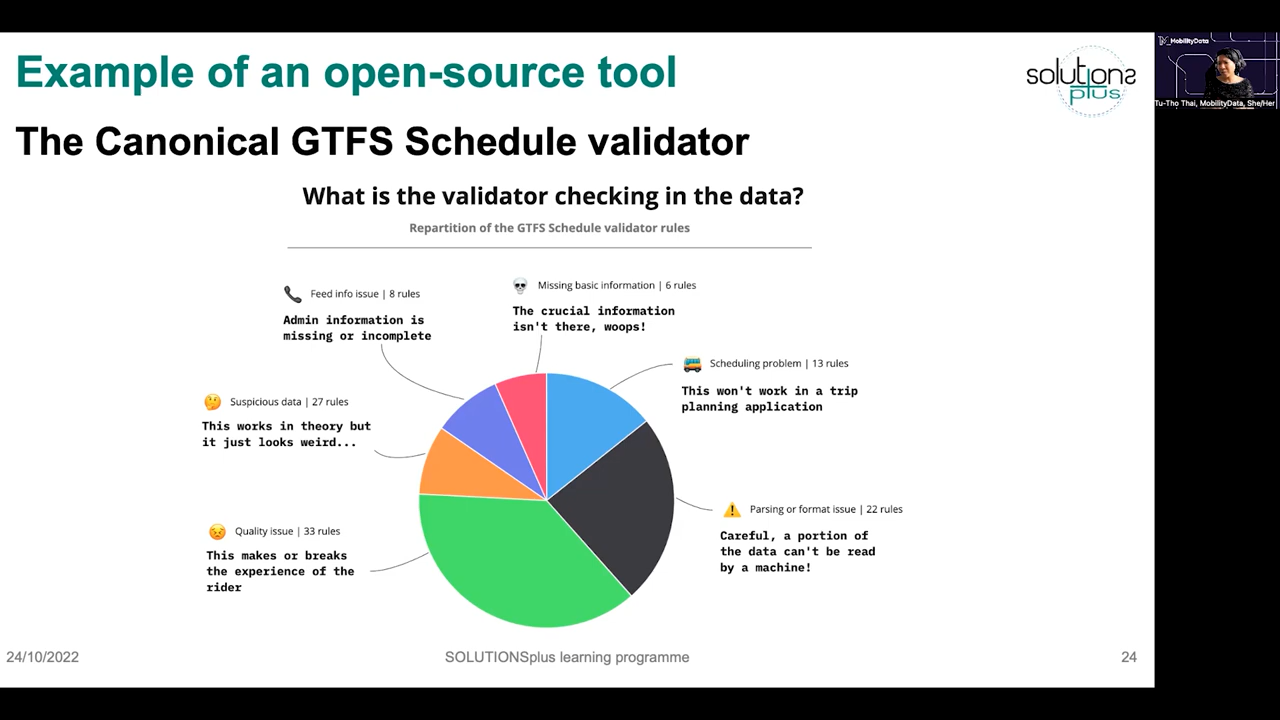 Example of an open-source tool
solutions
plus
MobilityData
Tu-Tho Thai, MobilityData, She/Her
The Canonical GTFS Schedule validator
What is the validator checking in the data?
Repartition of the GTFS Schedule validator rules
Feed info issue | 8 rules
Admin information is
missing or incomplete
Missing basic information | 6 rules
The crucial information
isn't there, woops!
Scheduling problem | 13 rules
This won't work in a trip
planning application
Suspicious data | 27 rules
This works in theory but
it just looks weird...
Parsing or format issue | 22 rules
Careful, a portion of
the data can't be read
by a machine!
Quality issue | 33 rules
This makes or breaks
the experience of the
rider
24/10/2022
SOLUTIONSplus learning programme
24